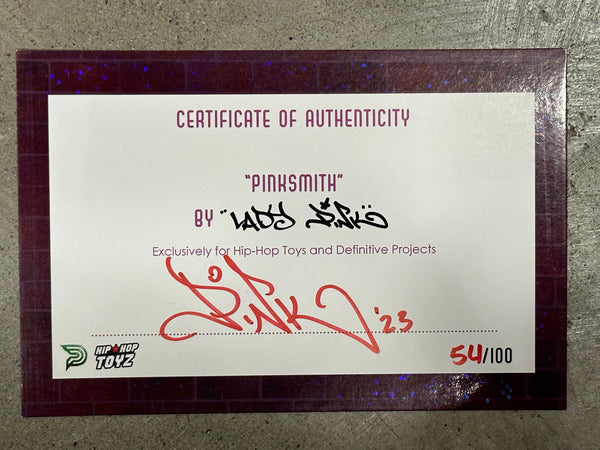 CERTIFICATE OF AUTHENTICITY
"PINKSMITH"
BY "LADY PiNK"
Exclusively for Hip-Hop Toys and Definitive Projects
PiNK '23
54/100
HIP★HOP
TOYZ